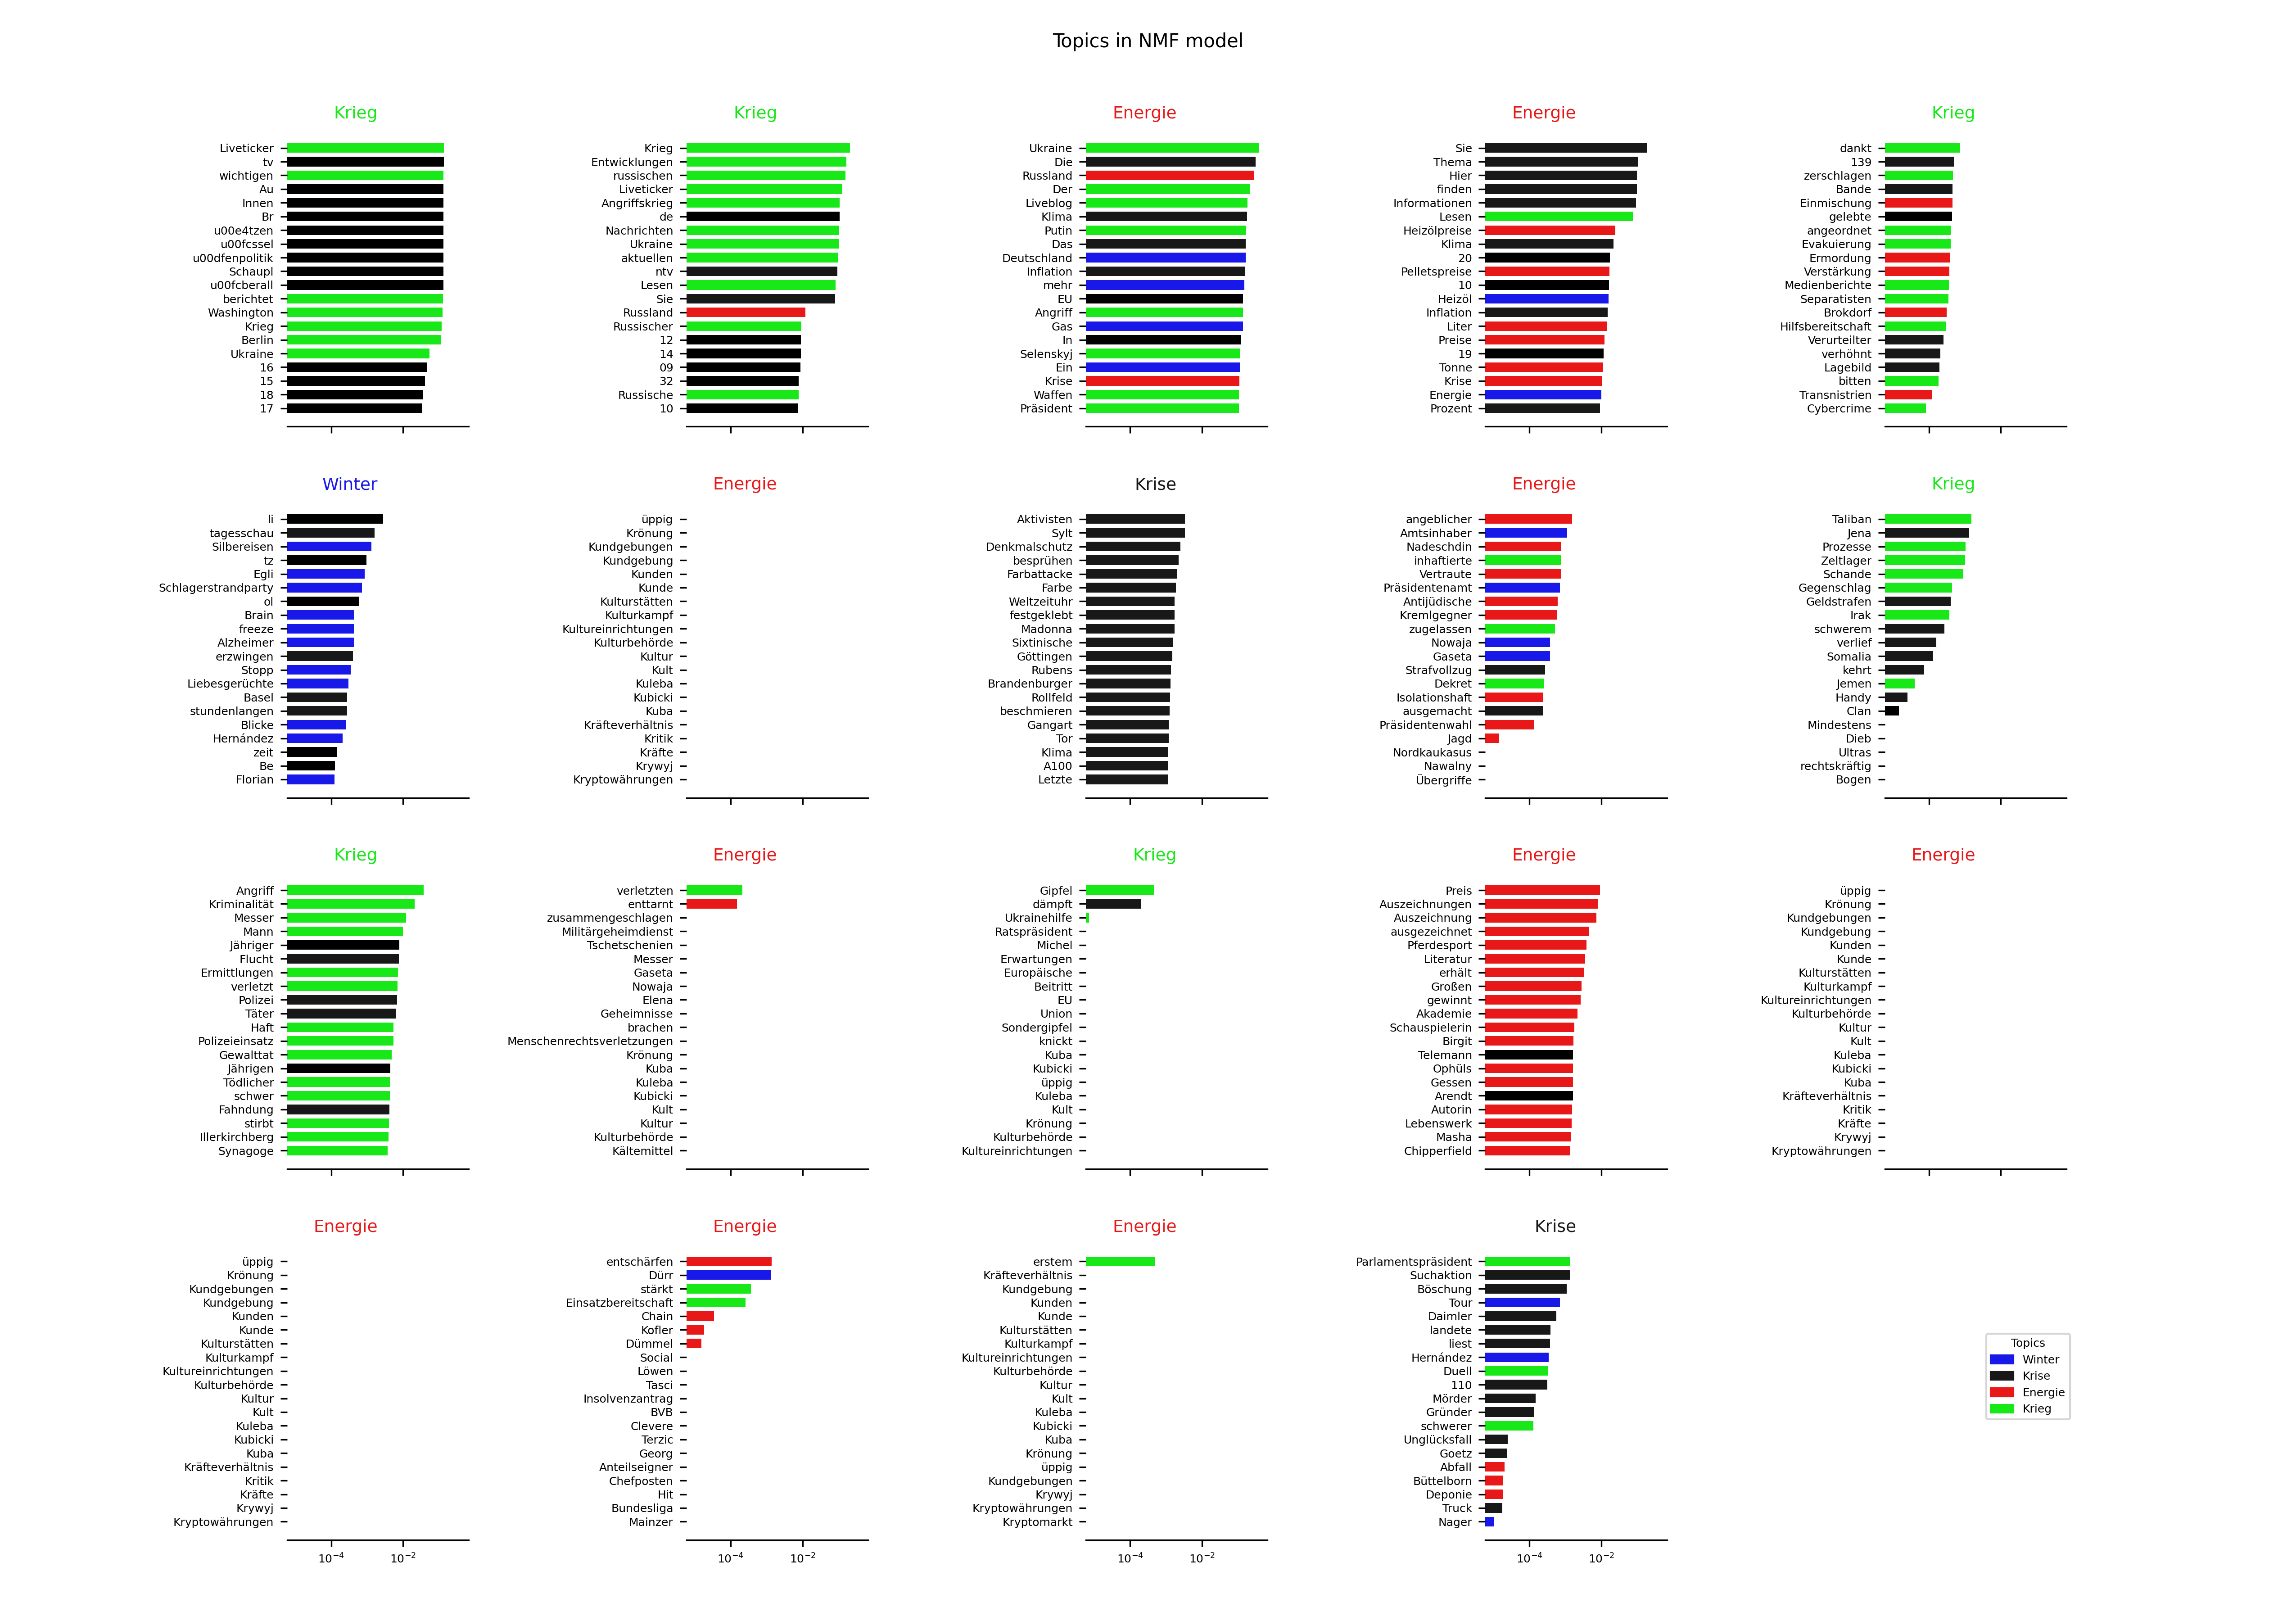 Topics in NMF model
Krieg
Liveticker
tv
wichtigen
Au
Innen
Br
u00e4tzen
u00fcssel
u00dfenpolitik
Schaupl
u00fcberall
berichtet
Washington
Krieg
Berlin
Ukraine
16
15
18
17
Krieg
Krieg
Entwicklungen
russischen
Liveticker
Angriffskrieg
de
Nachrichten
Ukraine
aktuellen
ntv
Lesen
Sie
Russland
Russischer
12
14
09
32
Russische
10
Energie
Ukraine
Die
Russland
Der
Liveblog
Klima
Putin
Das
Deutschland
Inflation
mehr
EU
Angriff
Gas
In
Selenskyj
Ein
Krise
Waffen
Präsident
Energie
Sie
Thema
Hier
finden
Informationen
Lesen
Heizölpreise
Klima
20
Pelletspreise
10
Heizöl
Inflation
Liter
Preise
19
Tonne
Krise
Energie
Prozent
Krieg
dankt
139
zerschlagen
Bande
Einmischung
gelebte
angeordnet
Evakuierung
Ermordung
Verstärkung
Medienberichte
Separatisten
Brokdorf
Hilfsbereitschaft
Verurteilter
verhöhnt
Lagebild
bitten
Transnistrien
Cybercrime
Winter
li
tagesschau
Silbereisen
tz
Egli
Schlagerstrandparty
ol
Brain
freeze
Alzheimer
erzwingen
Stopp
Liebesgerüchte
Basel
stundenlangen
Blicke
Hernández
zeit
Be
Florian
Energie
üppig
Krönung
Kundgebungen
Kundgebung
Kunden
Kunde
Kulturstätten
Kulturkampf
Kultureinrichtungen
Kulturbehörde
Kultur
Kult
Kuleba
Kubicki
Kuba
Kräfteverhältnis
Kritik
Kräfte
Krywyj
Kryptowährungen
Krise
Aktivisten
Sylt
Denkmalschutz
besprühen
Farbattacke
Farbe
Weltzeituhr
festgeklebt
Madonna
Sixtinische
Göttingen
Rubens
Brandenburger
Rollfeld
beschmieren
Gangart
Tor
Klima
A100
Letzte
Energie
angeblicher
Amtsinhaber
Nadeschdin
inhaftierte
Vertraute
Präsidentenamt
Antijüdische
Kremlgegner
zugelassen
Nowaja
Gaseta
Strafvollzug
Dekret
Isolationshaft
ausgemacht
Präsidentenwahl
Jagd
Nordkaukasus
Nawalny
Übergriffe
Krieg
Taliban
Jena
Prozesse
Zeltlager
Schande
Gegenschlag
Geldstrafen
Irak
schwerem
verlief
Somalia
kehrt
Jemen
Handy
Clan
Mindestens
Dieb
Ultras
rechtskräftig
Bogen
Krieg
Angriff
Kriminalität
Messer
Mann
Jähriger
Flucht
Ermittlungen
verletzt
Polizei
Täter
Haft
Polizeieinsatz
Gewalttat
Jährigen
Tödlicher
schwer
Fahndung
stirbt
Illerkirchberg
Synagoge
Energie
verletzten
enttarnt
zusammengeschlagen
Militärgeheimdienst
Tschetschenien
Messer
Gaseta
Nowaja
Elena
Geheimnisse
brachen
Menschenrechtsverletzungen
Krönung
Kuba
Kuleba
Kubicki
Kult
Kultur
Kulturbehörde
Kältemittel
Krieg
Gipfel
dämpft
Ukrainehilfe
Ratspräsident
Michel
Erwartungen
Europäische
Beitritt
EU
Union
Sondergipfel
knickt
Kuba
Kubicki
üppig
Kuleba
Kult
Krönung
Kulturbehörde
Kultureinrichtungen
Energie
Preis
Auszeichnungen
Auszeichnung
ausgezeichnet
Pferdesport
Literatur
erhält
Großen
gewinnt
Akademie
Schauspielerin
Birgit
Telemann
Ophüls
Gessen
Arendt
Autorin
Lebenswerk
Masha
Chipperfield
Energie
üppig
Krönung
Kundgebungen
Kundgebung
Kunden
Kunde
Kulturstätten
Kulturkampf
Kultureinrichtungen
Kulturbehörde
Kultur
Kult
Kuleba
Kubicki
Kuba
Kräfteverhältnis
Kritik
Kräfte
Krywyj
Kryptowährungen
Energie
üppig
Krönung
Kundgebungen
Kundgebung
Kunden
Kunde
Kulturstätten
Kulturkampf
Kultureinrichtungen
Kulturbehörde
Kultur
Kult
Kuleba
Kubicki
Kuba
Kräfteverhältnis
Kritik
Kräfte
Krywyj
Kryptowährungen
10⁻⁴ 10⁻²
Energie
entschärfen
Dürr
stärkt
Einsatzbereitschaft
Chain
Kofler
Dümmel
Social
Löwen
Tasci
Insolvenzantrag
BVB
Clevere
Terzic
Georg
Anteilseigner
Chefposten
Hit
Bundesliga
Mainzer
10⁻⁴ 10⁻²
Energie
erstem
Kräfteverhältnis
Kundgebung
Kunden
Kunde
Kulturstätten
Kulturkampf
Kultureinrichtungen
Kulturbehörde
Kultur
Kult
Kuleba
Kubicki
Kuba
Krönung
üppig
Kundgebungen
Krywyj
Kryptowährungen
Kryptomarkt
10⁻⁴ 10⁻²
Krise
Parlamentspräsident
Suchaktion
Böschung
Tour
Daimler
landete
liest
Hernández
Duell
110
Mörder
Gründer
schwerer
Unglücksfall
Goetz
Abfall
Büttelborn
Deponie
Truck
Nager
10⁻⁴ 10⁻²
Topics
Winter
Krise
Energie
Krieg